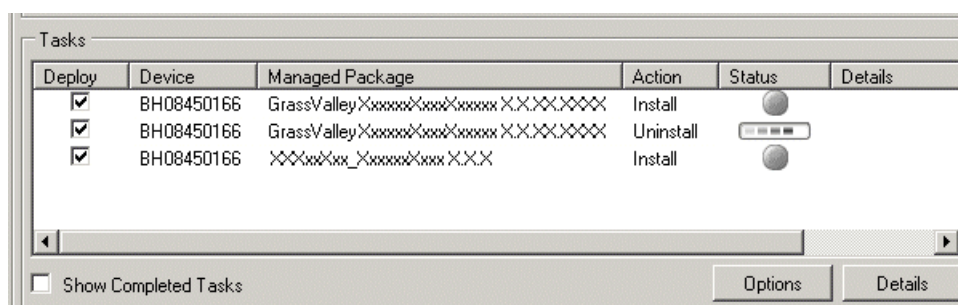 Tasks
Deploy Device Managed Package Action Status Details
BH08450166 GrassValleyXxxxxxXxxxXxxxxx X.X.XX.XXXX Install
BH08450166 GrassValleyXxxxxxXxxxXxxxxx X.X.XX.XXXX Uninstall
BH08450166 XXXxxXxx_XxxxxxXxxx X.X.X Install
Show Completed Tasks Options Details